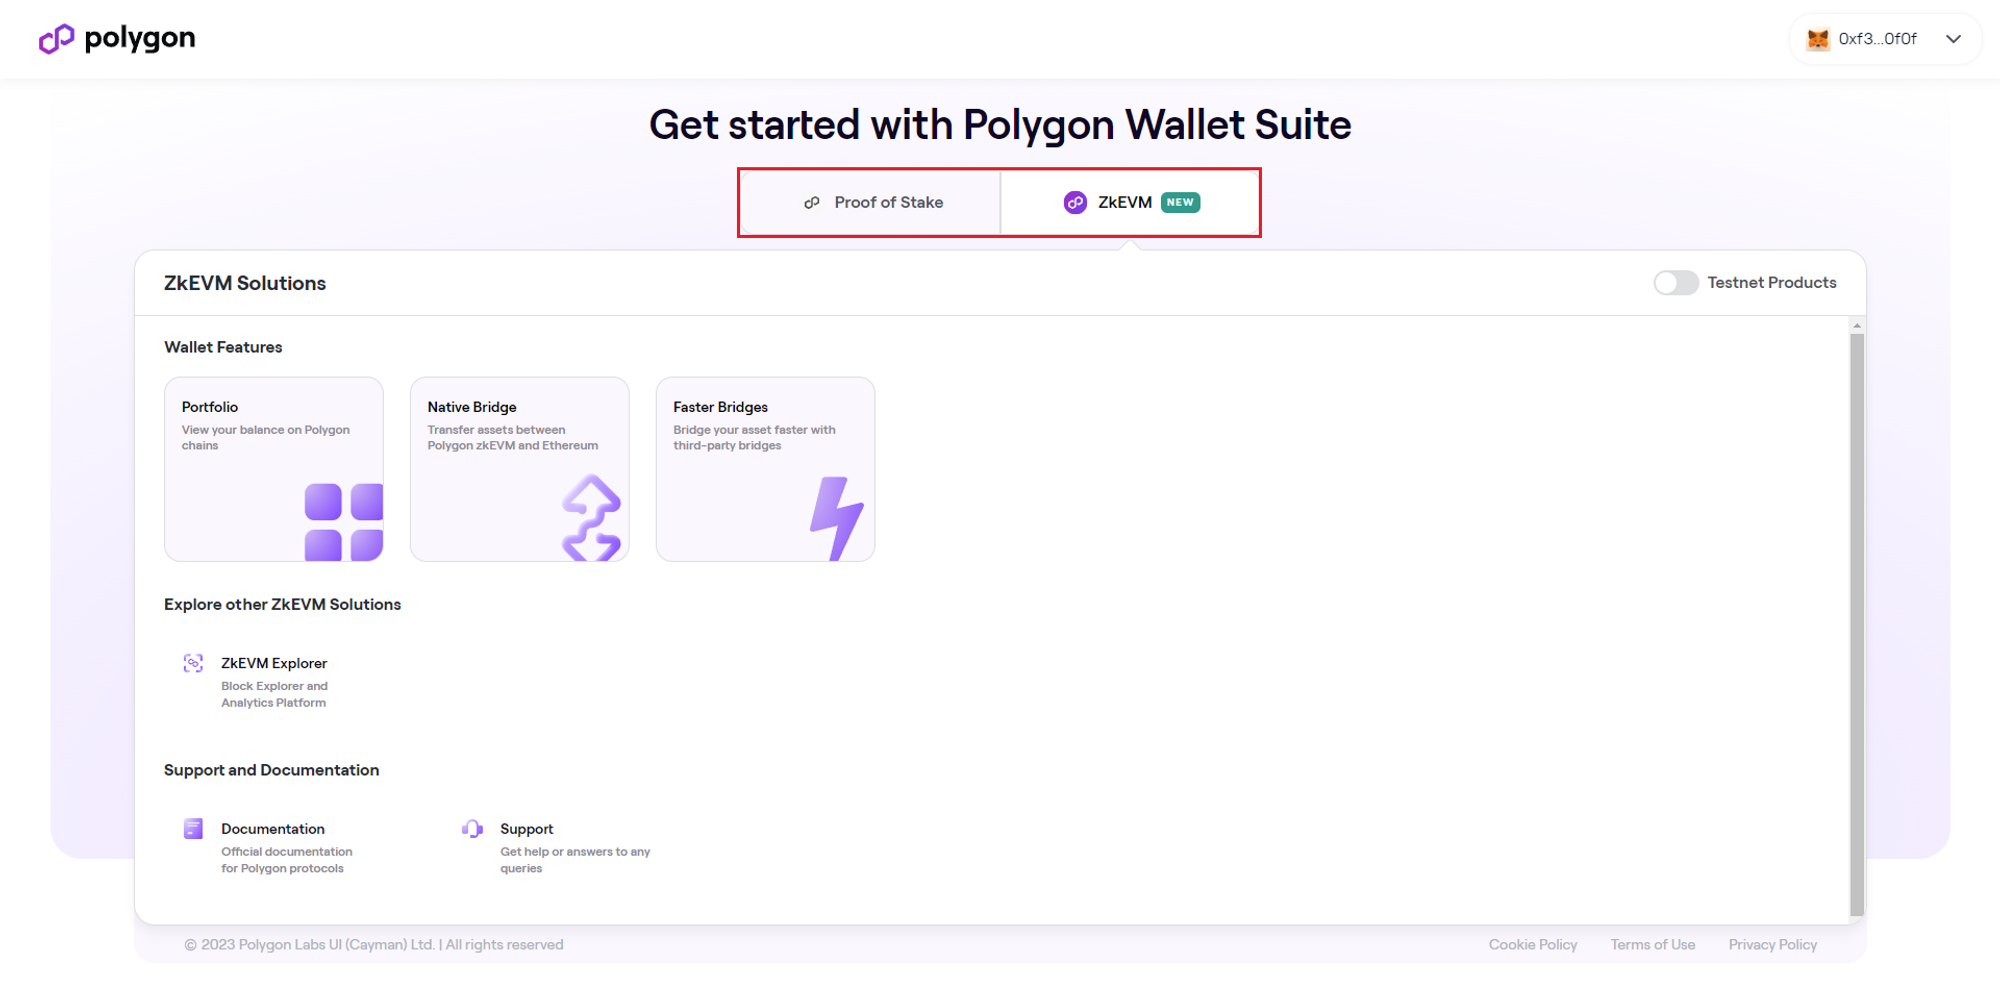 polygon
0xf3...0f0f
Get started with Polygon Wallet Suite
Proof of Stake
ZkEVM NEW
ZkEVM Solutions
Testnet Products
Wallet Features
Portfolio
View your balance on Polygon
chains
Native Bridge
Transfer assets between
Polygon zkEVM and Ethereum
Faster Bridges
Bridge your asset faster with
third-party bridges
Explore other ZkEVM Solutions
ZkEVM Explorer
Block Explorer and
Analytics Platform
Support and Documentation
Documentation
Official documentation
for Polygon protocols
Support
Get help or answers to any
queries
© 2023 Polygon Labs UI (Cayman) Ltd. | All rights reserved
Cookie Policy
Terms of Use
Privacy Policy